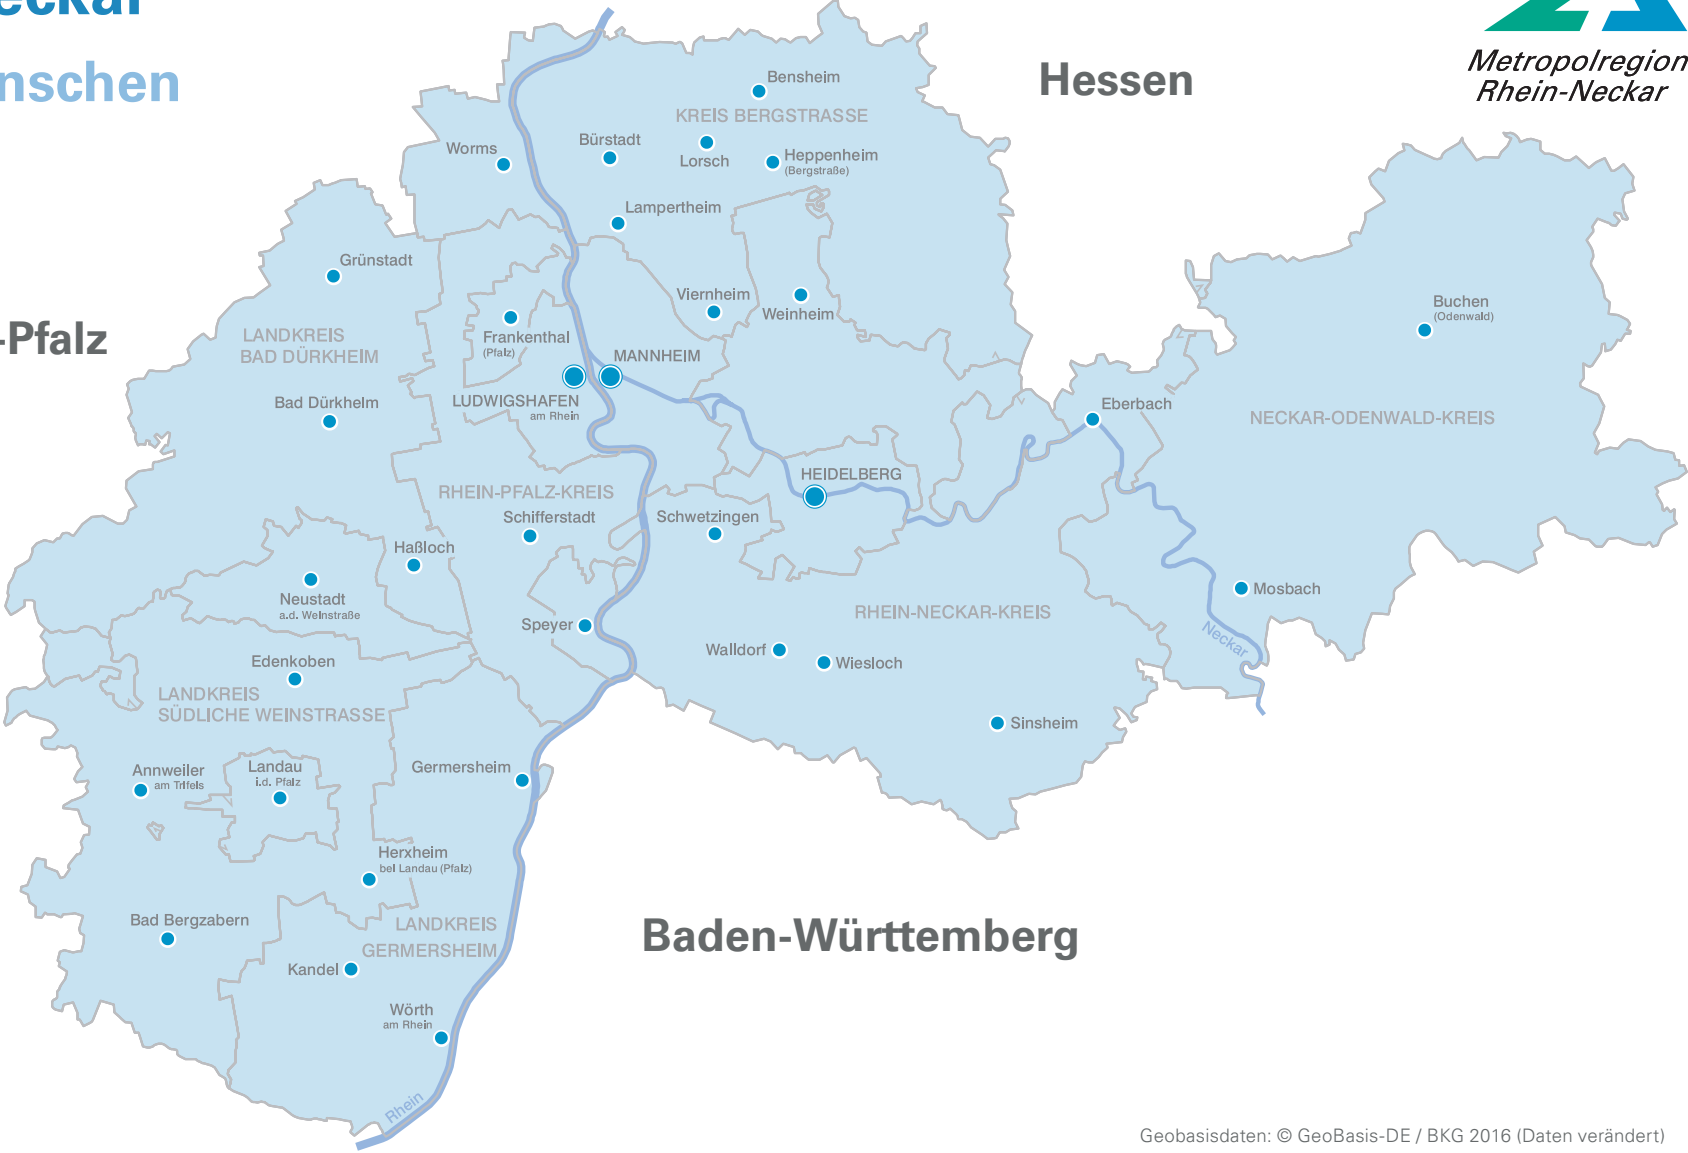 Hessen
Metropolregion
Rhein-Neckar
nschen
-Pfalz
Bensheim
KREIS BERGSTRASSE
Bürstadt
Worms
Lorsch
Heppenheim
(Bergstraße)
Lampertheim
Grünstadt
Viernheim
Weinheim
Buchen
(Odenwald)
LANDKREIS
BAD DÜRKHEIM
Frankenthal
(Pfalz)
MANNHEIM
Bad Dürkheim
LUDWIGSHAFEN
am Rhein
Eberbach
NECKAR-ODENWALD-KREIS
HEIDELBERG
RHEIN-PFALZ-KREIS
Schifferstadt
Schwetzingen
Haßloch
Neustadt
a.d. Weinstraße
Mosbach
RHEIN-NECKAR-KREIS
Speyer
Neckar
Walldorf
Wiesloch
Edenkoben
LANDKREIS
SÜDLICHE WEINSTRASSE
Sinsheim
Annweiler
am Trifels
Landau
i.d. Pfalz
Germersheim
Herxheim
bei Landau (Pfalz)
Bad Bergzabern
LANDKREIS
GERMERSHEIM
Baden-Württemberg
Kandel
Wörth
am Rhein
Rhein
Geobasisdaten: © GeoBasis-DE / BKG 2016 (Daten verändert)